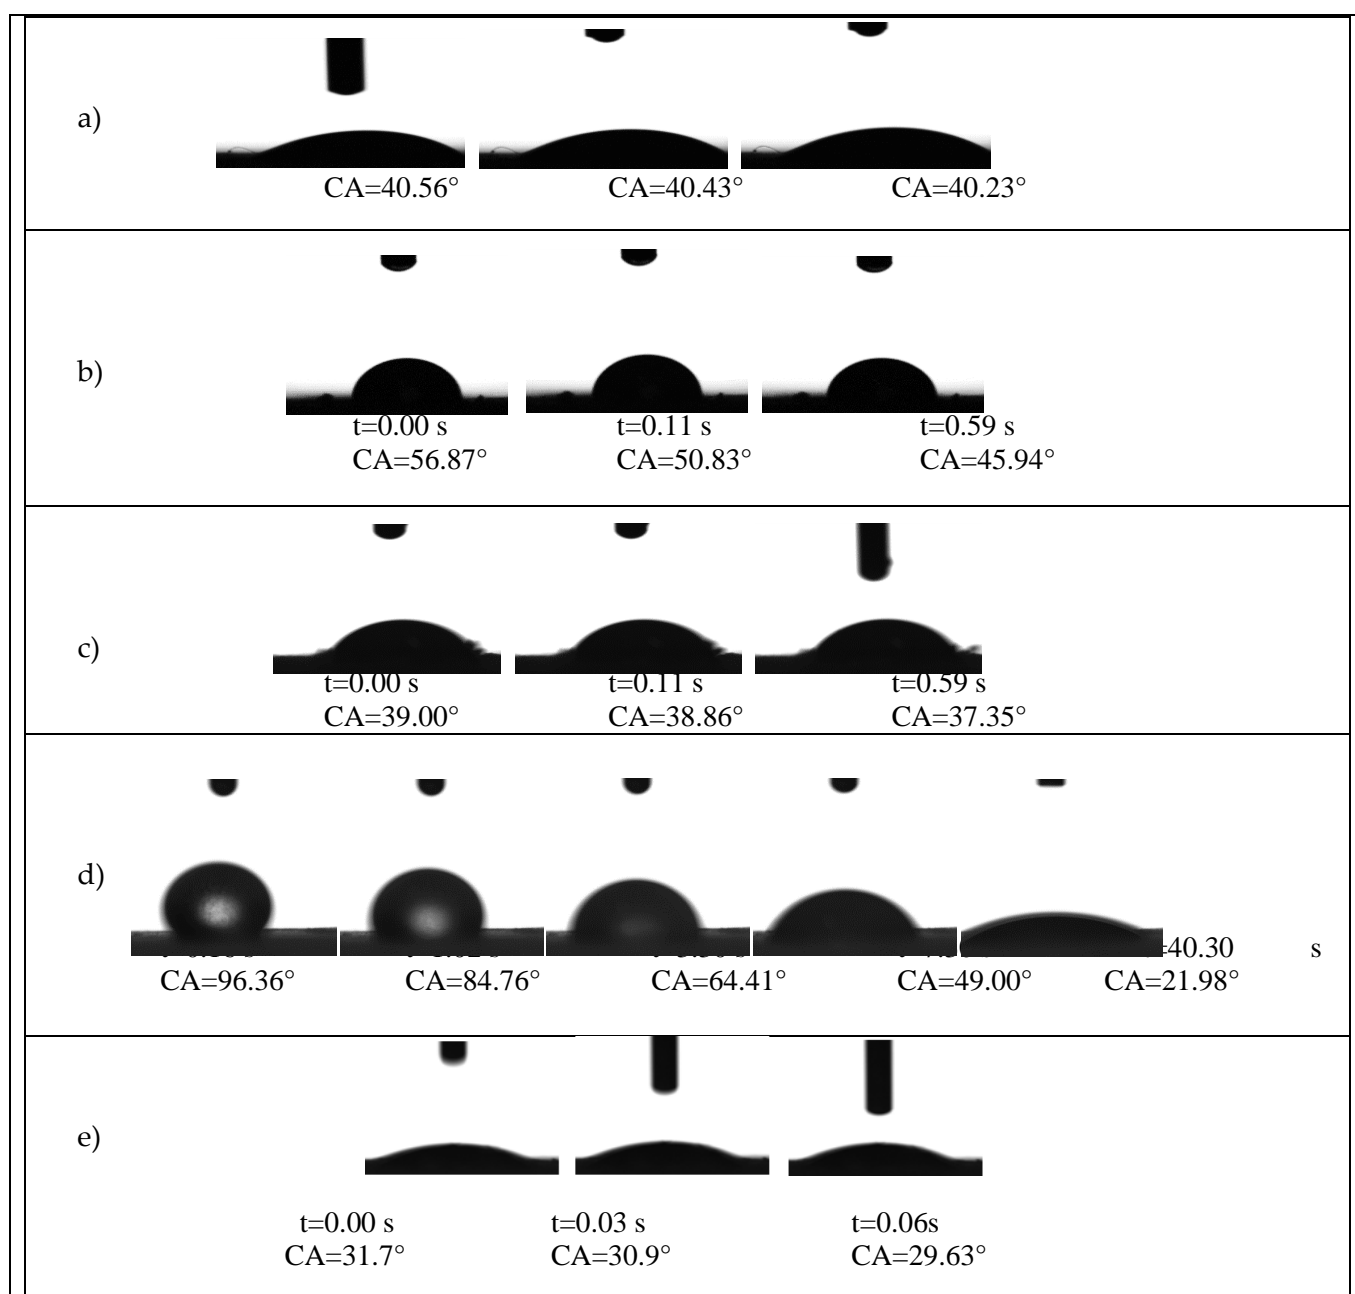 a)
CA=40.56° CA=40.43° CA=40.23°
b)
t=0.00 s t=0.11 s t=0.59 s
CA=56.87° CA=50.83° CA=45.94°
c)
t=0.00 s t=0.11 s t=0.59 s
CA=39.00° CA=38.86° CA=37.35°
d)
=40.30 s
CA=96.36° CA=84.76° CA=64.41° CA=49.00° CA=21.98°
e)
t=0.00 s t=0.03 s t=0.06s
CA=31.7° CA=30.9° CA=29.63°